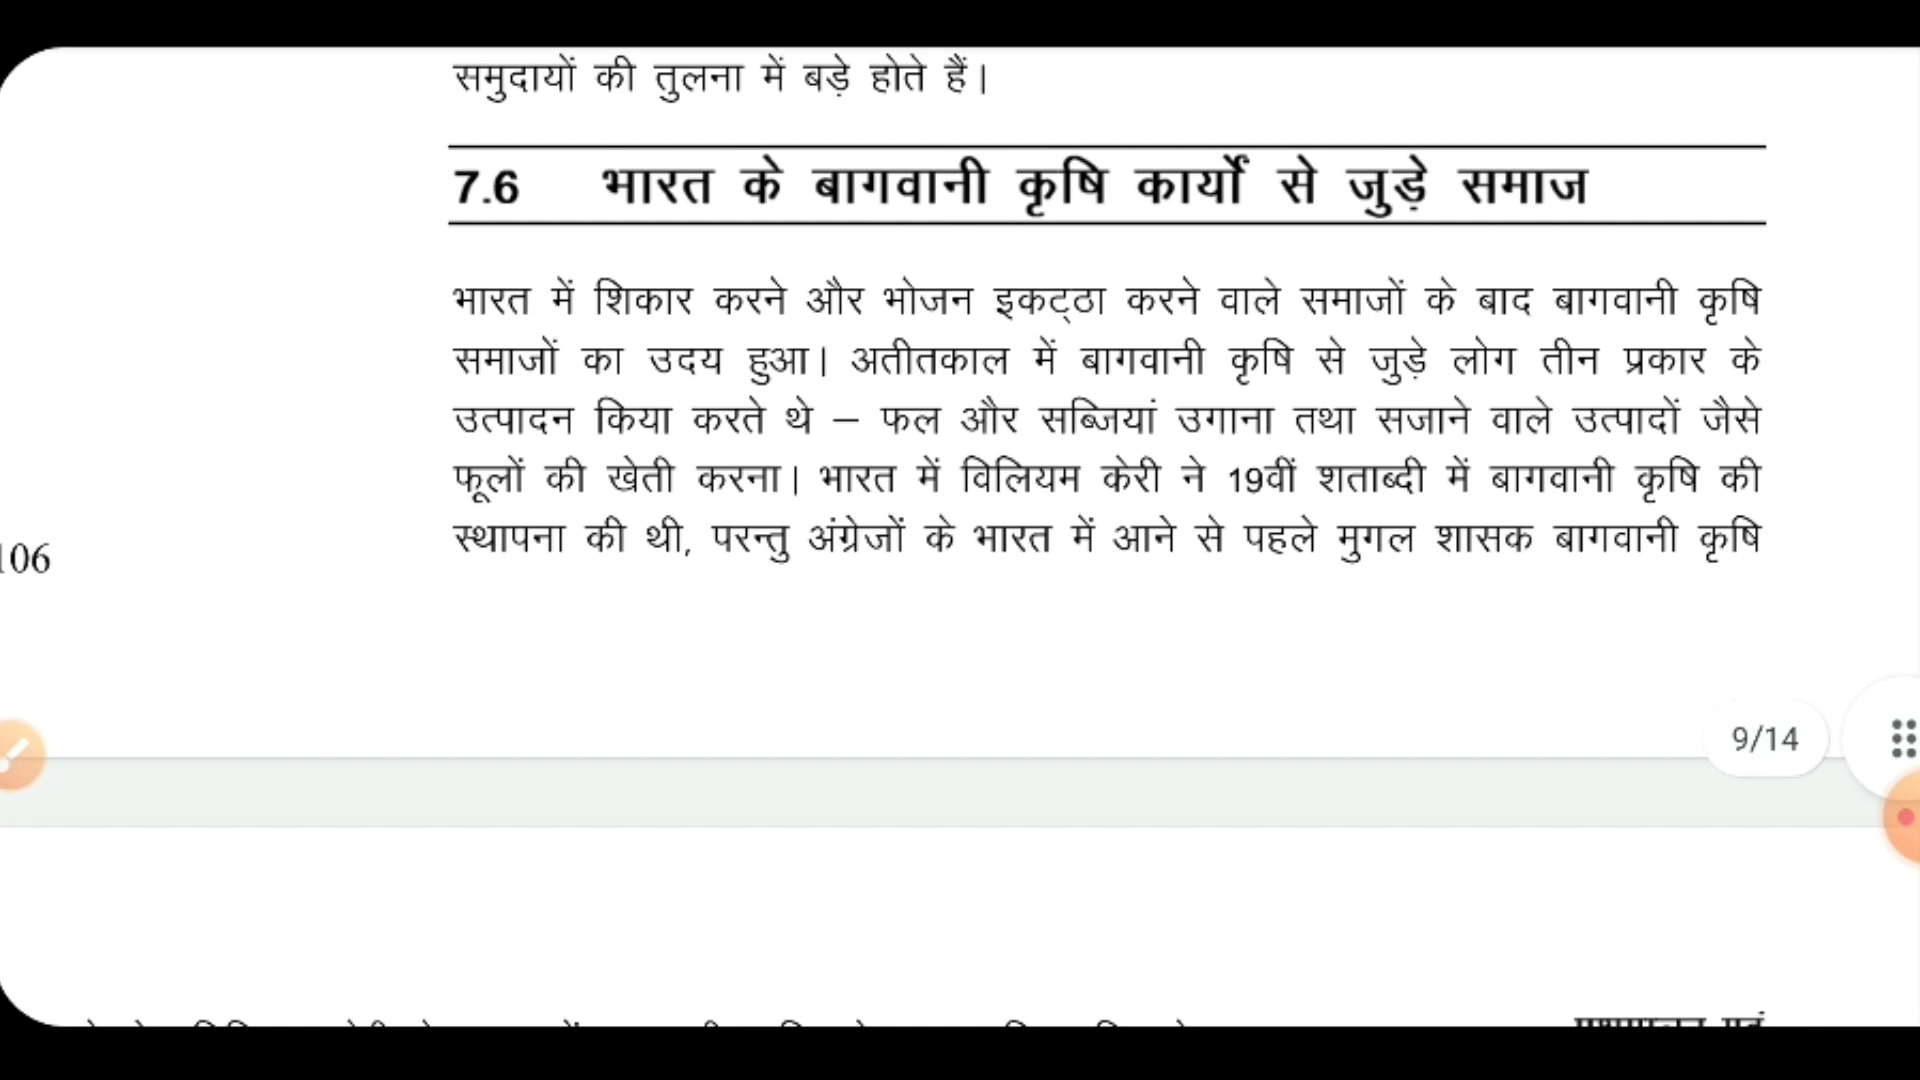 समुदायों की तुलना में बड़े होते हैं।
7.6 भारत के बागवानी कृषि कार्यों से जुड़े समाज
भारत में शिकार करने और भोजन इकट्ठा करने वाले समाजों के बाद बागवानी कृषि
समाजों का उदय हुआ। अतीतकाल में बागवानी कृषि से जुड़े लोग तीन प्रकार के
उत्पादन किया करते थे – फल और सब्जियां उगाना तथा सजाने वाले उत्पादों जैसे
फूलों की खेती करना। भारत में विलियम केरी ने 19वीं शताब्दी में बागवानी कृषि की
स्थापना की थी, परन्तु अंग्रेजों के भारत में आने से पहले मुगल शासक बागवानी कृषि
106
9/14